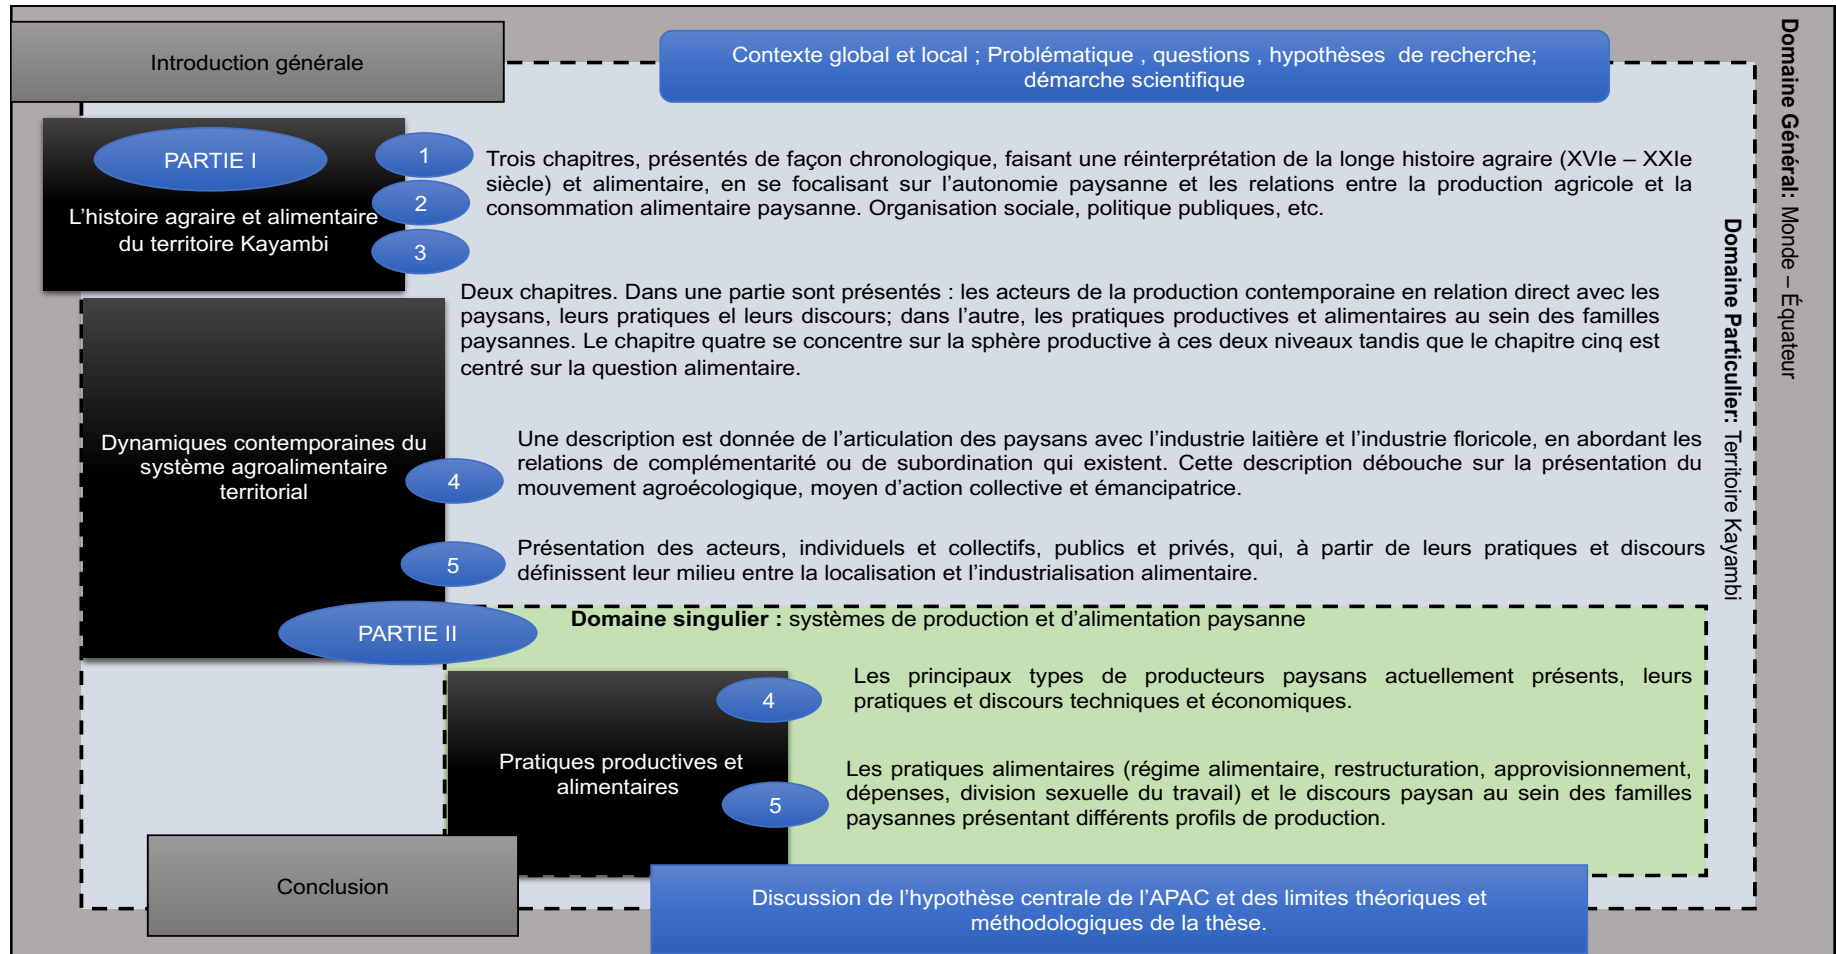 Introduction générale
Contexte global et local ; Problématique , questions , hypothèses de recherche;
démarche scientifique
Domaine Général: Monde – Équateur
Domaine Particulier: Territoire Kayambi
PARTIE I
L’histoire agraire et alimentaire
du territoire Kayambi
1
2
3
Trois chapitres, présentés de façon chronologique, faisant une réinterprétation de la longe histoire agraire (XVIe – XXIe
siècle) et alimentaire, en se focalisant sur l’autonomie paysanne et les relations entre la production agricole et la
consommation alimentaire paysanne. Organisation sociale, politique publiques, etc.
Deux chapitres. Dans une partie sont présentés : les acteurs de la production contemporaine en relation direct avec les
paysans, leurs pratiques el leurs discours; dans l’autre, les pratiques productives et alimentaires au sein des familles
paysannes. Le chapitre quatre se concentre sur la sphère productive à ces deux niveaux tandis que le chapitre cinq est
centré sur la question alimentaire.
Dynamiques contemporaines du
système agroalimentaire
territorial
4
Une description est donnée de l’articulation des paysans avec l’industrie laitière et l’industrie floricole, en abordant les
relations de complémentarité ou de subordination qui existent. Cette description débouche sur la présentation du
mouvement agroécologique, moyen d’action collective et émancipatrice.
5
Présentation des acteurs, individuels et collectifs, publics et privés, qui, à partir de leurs pratiques et discours
définissent leur milieu entre la localisation et l’industrialisation alimentaire.
PARTIE II
Domaine singulier : systèmes de production et d’alimentation paysanne
Pratiques productives et
alimentaires
4
Les principaux types de producteurs paysans actuellement présents, leurs
pratiques et discours techniques et économiques.
5
Les pratiques alimentaires (régime alimentaire, restructuration, approvisionnement,
dépenses, division sexuelle du travail) et le discours paysan au sein des familles
paysannes présentant différents profils de production.
Conclusion
Discussion de l’hypothèse centrale de l’APAC et des limites théoriques et
méthodologiques de la thèse.